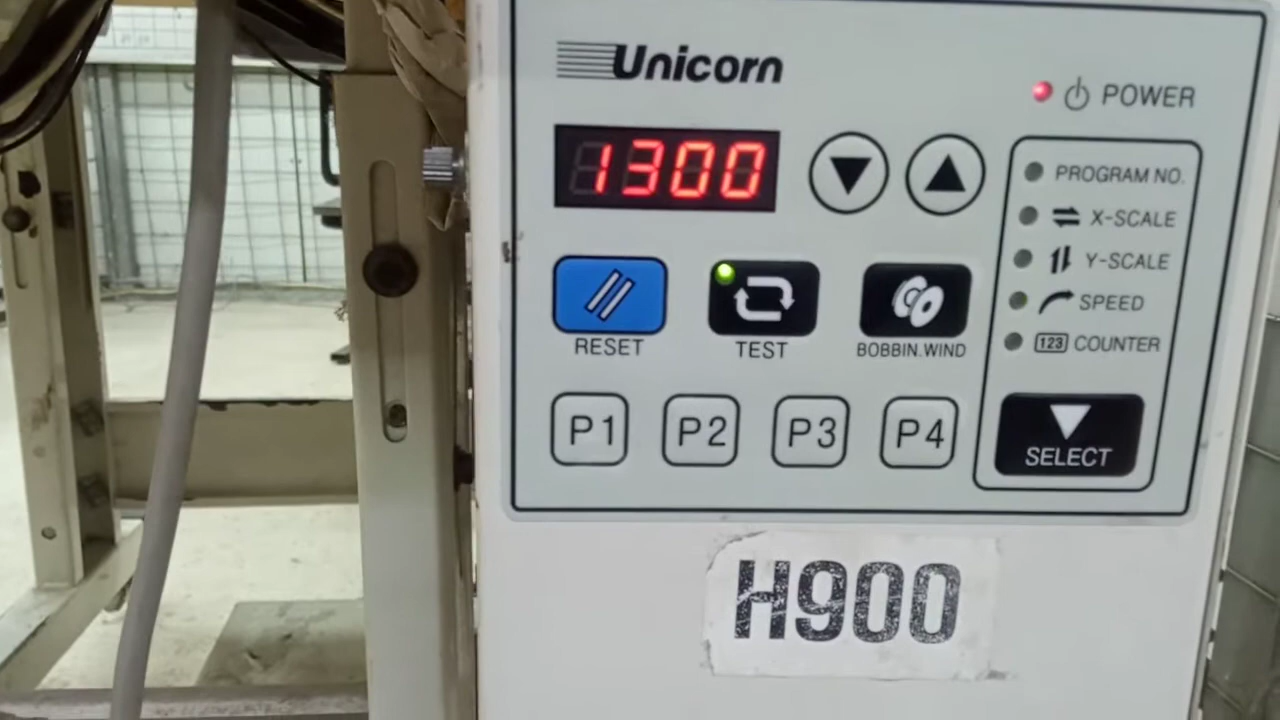 Unicorn
POWER
1300
PROGRAM NO.
X-SCALE
Y-SCALE
SPEED
123 COUNTER
RESET
TEST
BOBBIN.WIND
P1 P2 P3 P4
SELECT
H900